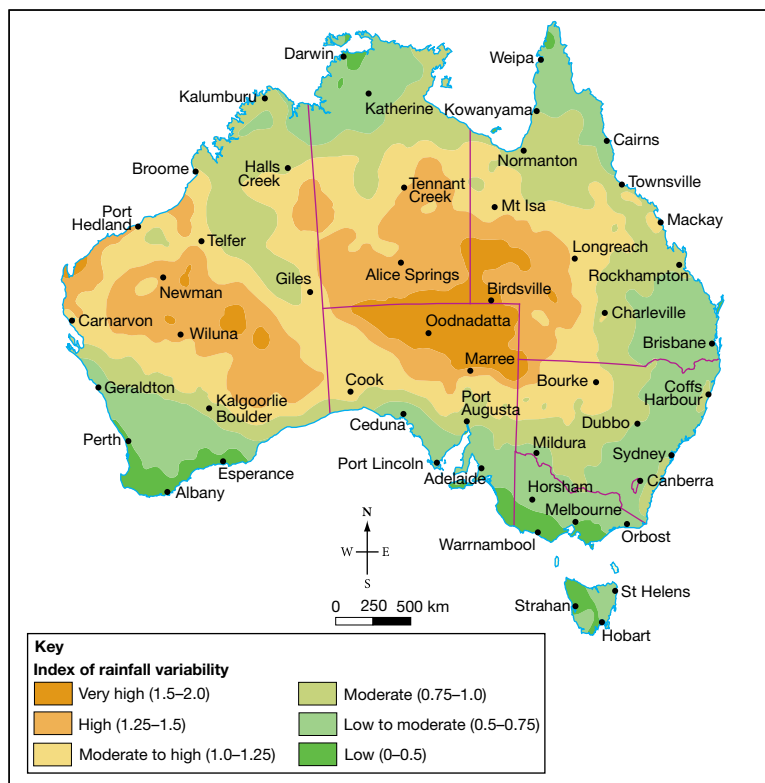 Darwin
Weipa
Kalumburu
Katherine
Kowanyama
Cairns
Normanton
Broome
Halls
Creek
Tennant
Creek
Townsville
Mt Isa
Mackay
Port
Hedland
Telfer
Longreach
Rockhampton
Alice Springs
Giles
Newman
Birdsville
Carnarvon
Wiluna
Oodnadatta
Charleville
Brisbane
Marree
Geraldton
Cook
Bourke
Coffs
Harbour
Kalgoorlie
Boulder
Ceduna
Port
Augusta
Dubbo
Perth
Mildura
Sydney
Esperance
Port Lincoln
Adelaide
Horsham
Canberra
Albany
Melbourne
Warrnambool
Orbost
N
W
E
S
St Helens
Strahan
0 250 500 km
Hobart
Key
Index of rainfall variability
Very high (1.5–2.0)
High (1.25–1.5)
Moderate to high (1.0–1.25)
Moderate (0.75–1.0)
Low to moderate (0.5–0.75)
Low (0–0.5)